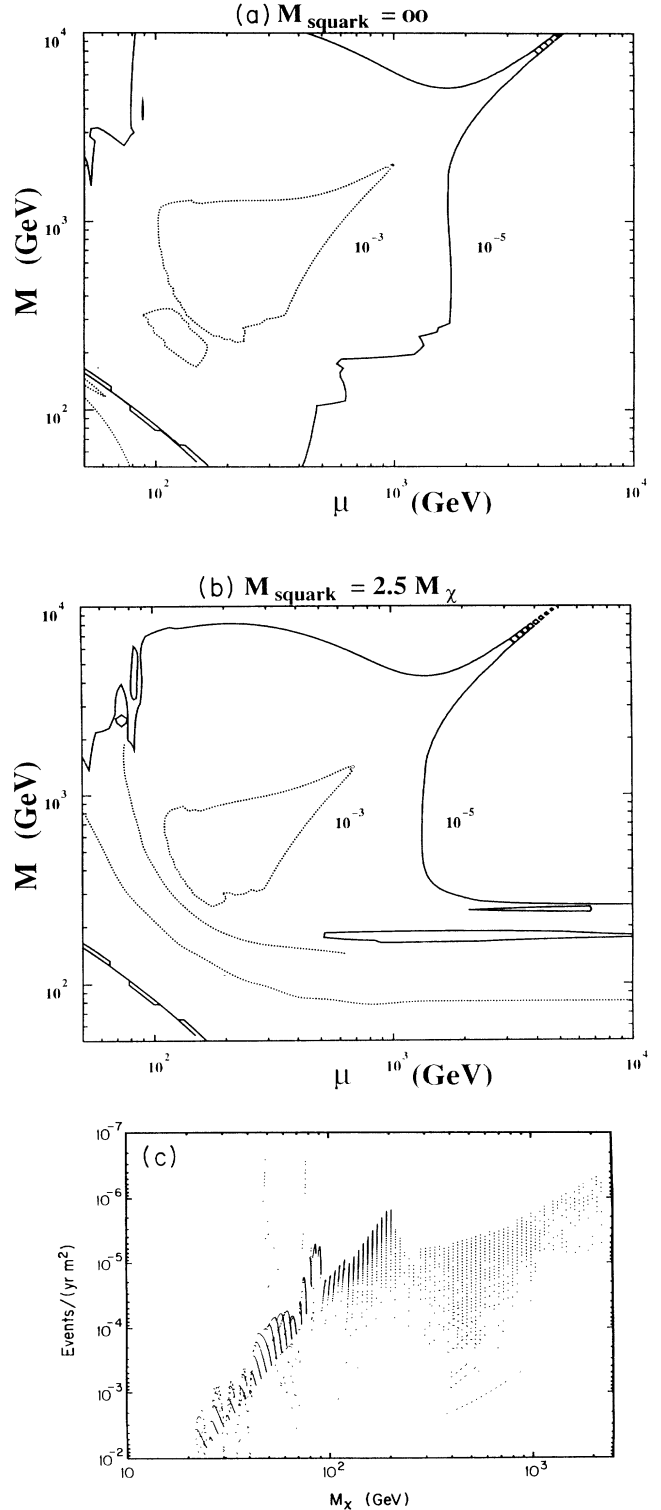 (a) M squark = ∞
10^4
10^3
10^2
M (GeV)
10^-3
10^-5
10^2
10^3
10^4
μ (GeV)
(b) M squark = 2.5 M χ
10^4
10^3
10^2
M (GeV)
10^-3
10^-5
10^2
10^3
10^4
μ (GeV)
(c)
10^-7
10^-6
10^-5
10^-4
10^-3
10^-2
Events/(yr m²)
10
10^2
10^3
Mχ (GeV)